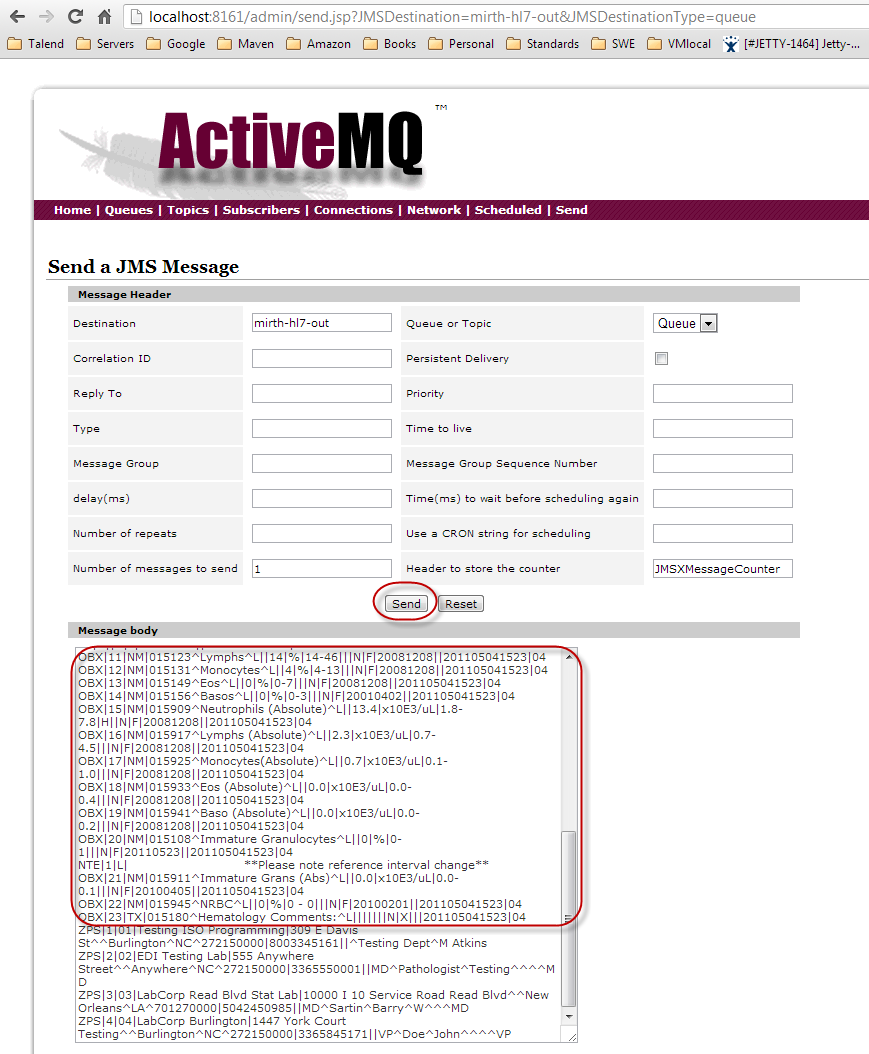 localhost:8161/admin/send.jsp?JMSDestination=mirth-hl7-out&JMSDestinationType=queue
Talend Servers Google Maven Amazon Books Personal Standards SWE VMlocal [#JETTY-1464] Jetty-...
ActiveMQ ™
Home | Queues | Topics | Subscribers | Connections | Network | Scheduled | Send
Send a JMS Message
Message Header
Destination mirth-hl7-out Queue or Topic Queue
Correlation ID Persistent Delivery
Reply To Priority
Type Time to live
Message Group Message Group Sequence Number
delay(ms) Time(ms) to wait before scheduling again
Number of repeats Use a CRON string for scheduling
Number of messages to send 1 Header to store the counter JMSXMessageCounter
Send Reset
Message body
OBX|11|NM|015123^Lymphs^L||14|%|14-46|||N|F|20081208||201105041523|04
OBX|12|NM|015131^Monocytes^L||4|%|4-13|||N|F|20081208||201105041523|04
OBX|13|NM|015149^Eos^L||0|%|0-7|||N|F|20081208||201105041523|04
OBX|14|NM|015156^Basos^L||0|%|0-3|||N|F|20010402||201105041523|04
OBX|15|NM|015909^Neutrophils (Absolute)^L||13.4|x10E3/uL|1.8-
7.8|H||N|F|20081208||201105041523|04
OBX|16|NM|015917^Lymphs (Absolute)^L||2.3|x10E3/uL|0.7-
4.5|||N|F|20081208||201105041523|04
OBX|17|NM|015925^Monocytes(Absolute)^L||0.7|x10E3/uL|0.1-
1.0|||N|F|20081208||201105041523|04
OBX|18|NM|015933^Eos (Absolute)^L||0.0|x10E3/uL|0.0-
0.4|||N|F|20081208||201105041523|04
OBX|19|NM|015941^Baso (Absolute)^L||0.0|x10E3/uL|0.0-
0.2|||N|F|20081208||201105041523|04
OBX|20|NM|015108^Immature Granulocytes^L||0|%|0-
1|||N|F|20110523||201105041523|04
NTE|1|L| **Please note reference interval change**
OBX|21|NM|015911^Immature Grans (Abs)^L||0.0|x10E3/uL|0.0-
0.1|||N|F|20100405||201105041523|04
OBX|22|NM|015945^NRBC^L||0|%|0 - 0|||N|F|20100201||201105041523|04
OBX|23|TX|015180^Hematology Comments:^L|||||||N|X|||201105041523|04
ZPS|1|01|Testing ISO Programming|309 E Davis
St^^Burlington^NC^272150000|8003345161||^Testing Dept^M Atkins
ZPS|2|02|EDI Testing Lab|555 Anywhere
Street^^Anywhere^NC^272150000|3365550001||MD^Pathologist^Testing^^^^M
D
ZPS|3|03|LabCorp Read Blvd Stat Lab|10000 I 10 Service Road Read Blvd^^New
Orleans^LA^701270000|5042450985||MD^Sartin^Barry^W^^^MD
ZPS|4|04|LabCorp Burlington|1447 York Court
Testing^^Burlington^NC^272150000|3365845171||VP^Doe^John^^^^VP